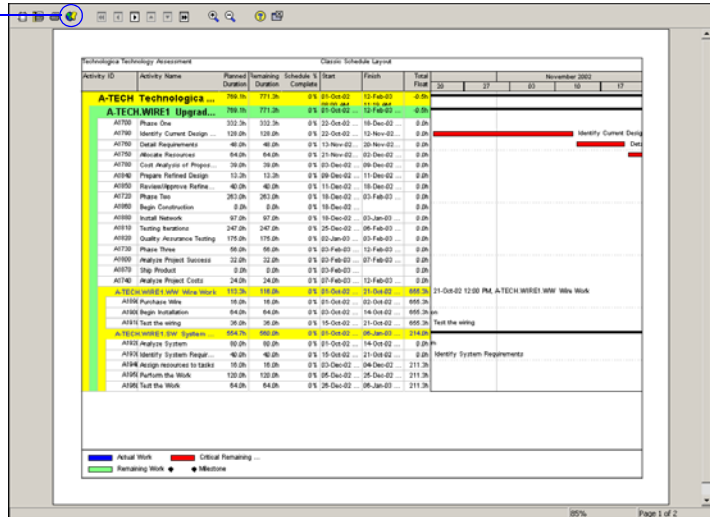 Technologica Technology Assessment Classic Schedule Layout
Activity ID Activity Name Planned Duration Remaining Duration Schedule % Complete Start Finish Total Float November 2002
20 27 03 10 17
A-TECH Technologica ... 769.1h 771.3h 0% 01-Oct-02 12-Feb-03 -0.5h
A-TECH.WIRE1 Upgrad... 769.1h 771.3h 0% 01-Oct-02 ... 12-Feb-03 ... -0.5h
A1700 Phase One 332.3h 332.3h 0% 22-Oct-02 ... 18-Dec-02 ... 0.0h
A1790 Identify Current Design ... 128.0h 128.0h 0% 22-Oct-02 ... 12-Nov-02... 0.0h Identify Current Desig
A1760 Detail Requirements 48.0h 48.0h 0% 13-Nov-02... 20-Nov-02... 0.0h Deta
A1750 Allocate Resources 64.0h 64.0h 0% 21-Nov-02... 02-Dec-02 ... 0.0h
Cost Analysis of Propos... 39.0h 39.0h 0% 03-Dec-02 ... 09-Dec-02 ... 0.0h
A1840 Prepare Refined Design 13.3h 13.3h 0% 09-Dec-02 ... 11-Dec-02 ... 0.0h
A1850 Review/Approve Refine... 40.0h 40.0h 0% 11-Dec-02 ... 18-Dec-02 ... 0.0h
A1720 Phase Two 263.0h 263.0h 0% 18-Dec-02 ... 03-Feb-03 ... 0.0h
Begin Construction 0.0h 0.0h 0% 18-Dec-02 ... 0.0h
Install Network 97.0h 97.0h 0% 18-Dec-02 ... 03-Jan-03 ... 0.0h
A1810 Testing Iterations 247.0h 247.0h 0% 25-Dec-02 ... 06-Feb-03 ... 0.0h
A1820 Quality Assurance Testing 175.0h 175.0h 0% 02-Jan-03 ... 03-Feb-03 ... 0.0h
A1730 Phase Three 56.0h 56.0h 0% 03-Feb-03 ... 12-Feb-03 ... 0.0h
Analyze Project Success 32.0h 32.0h 0% 03-Feb-03 ... 07-Feb-03 ... 0.0h
A1870 Ship Product 0.0h 0.0h 0% 03-Feb-03 ... 0.0h
A1740 Analyze Project Costs 24.0h 24.0h 0% 07-Feb-03 ... 12-Feb-03 ... 0.0h
A-TECH.WIRE1.WW Wire Work 113.3h 116.0h 0% 01-Oct-02 ... 21-Oct-02 ... 665.3h 21-Oct-02 12:00 PM, A-TECH.WIRE1.WW Wire Work
Purchase Wire 16.0h 16.0h 0% 01-Oct-02 ... 02-Oct-02 ... 665.3h
Begin Installation 64.0h 64.0h 0% 03-Oct-02 ... 14-Oct-02 ... 665.3h on
Test the wiring 36.0h 36.0h 0% 15-Oct-02 ... 21-Oct-02 ... 665.3h Test the wiring
A-TECH.WIRE1.SW System ... 554.7h 560.0h 0% 01-Oct-02 ... 06-Jan-03 ... 214.0h
Analyze System 80.0h 80.0h 0% 01-Oct-02 ... 14-Oct-02 ... 0.0h
Identify System Requir... 40.0h 40.0h 0% 15-Oct-02 ... 21-Oct-02 ... 0.0h Identify System Requirements
Assign resources to tasks 16.0h 16.0h 0% 03-Dec-02 ... 04-Dec-02 ... 211.3h
Perform the Work 120.0h 120.0h 0% 05-Dec-02 ... 25-Dec-02 ... 211.3h
Test the Work 64.0h 64.0h 0% 26-Dec-02 ... 06-Jan-03 ... 211.3h
Actual Work Critical Remaining ...
Remaining Work Milestone
85% Page 1 of 2